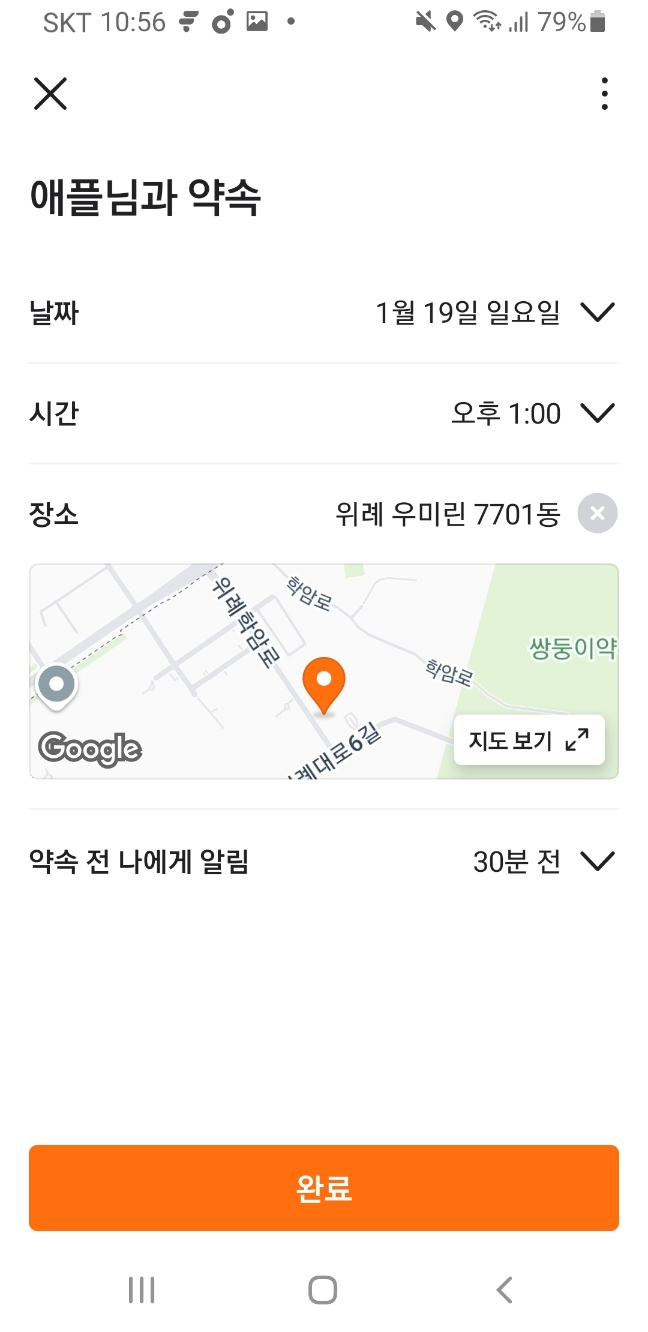 SKT 10:56 79%
애플님과 약속
날짜 1월 19일 일요일
시간 오후 1:00
장소 위례 우미린 7701동
위례학암로
학암로
쌍둥이약
학암로
례대로6길
Google
지도 보기
약속 전 나에게 알림 30분 전
완료